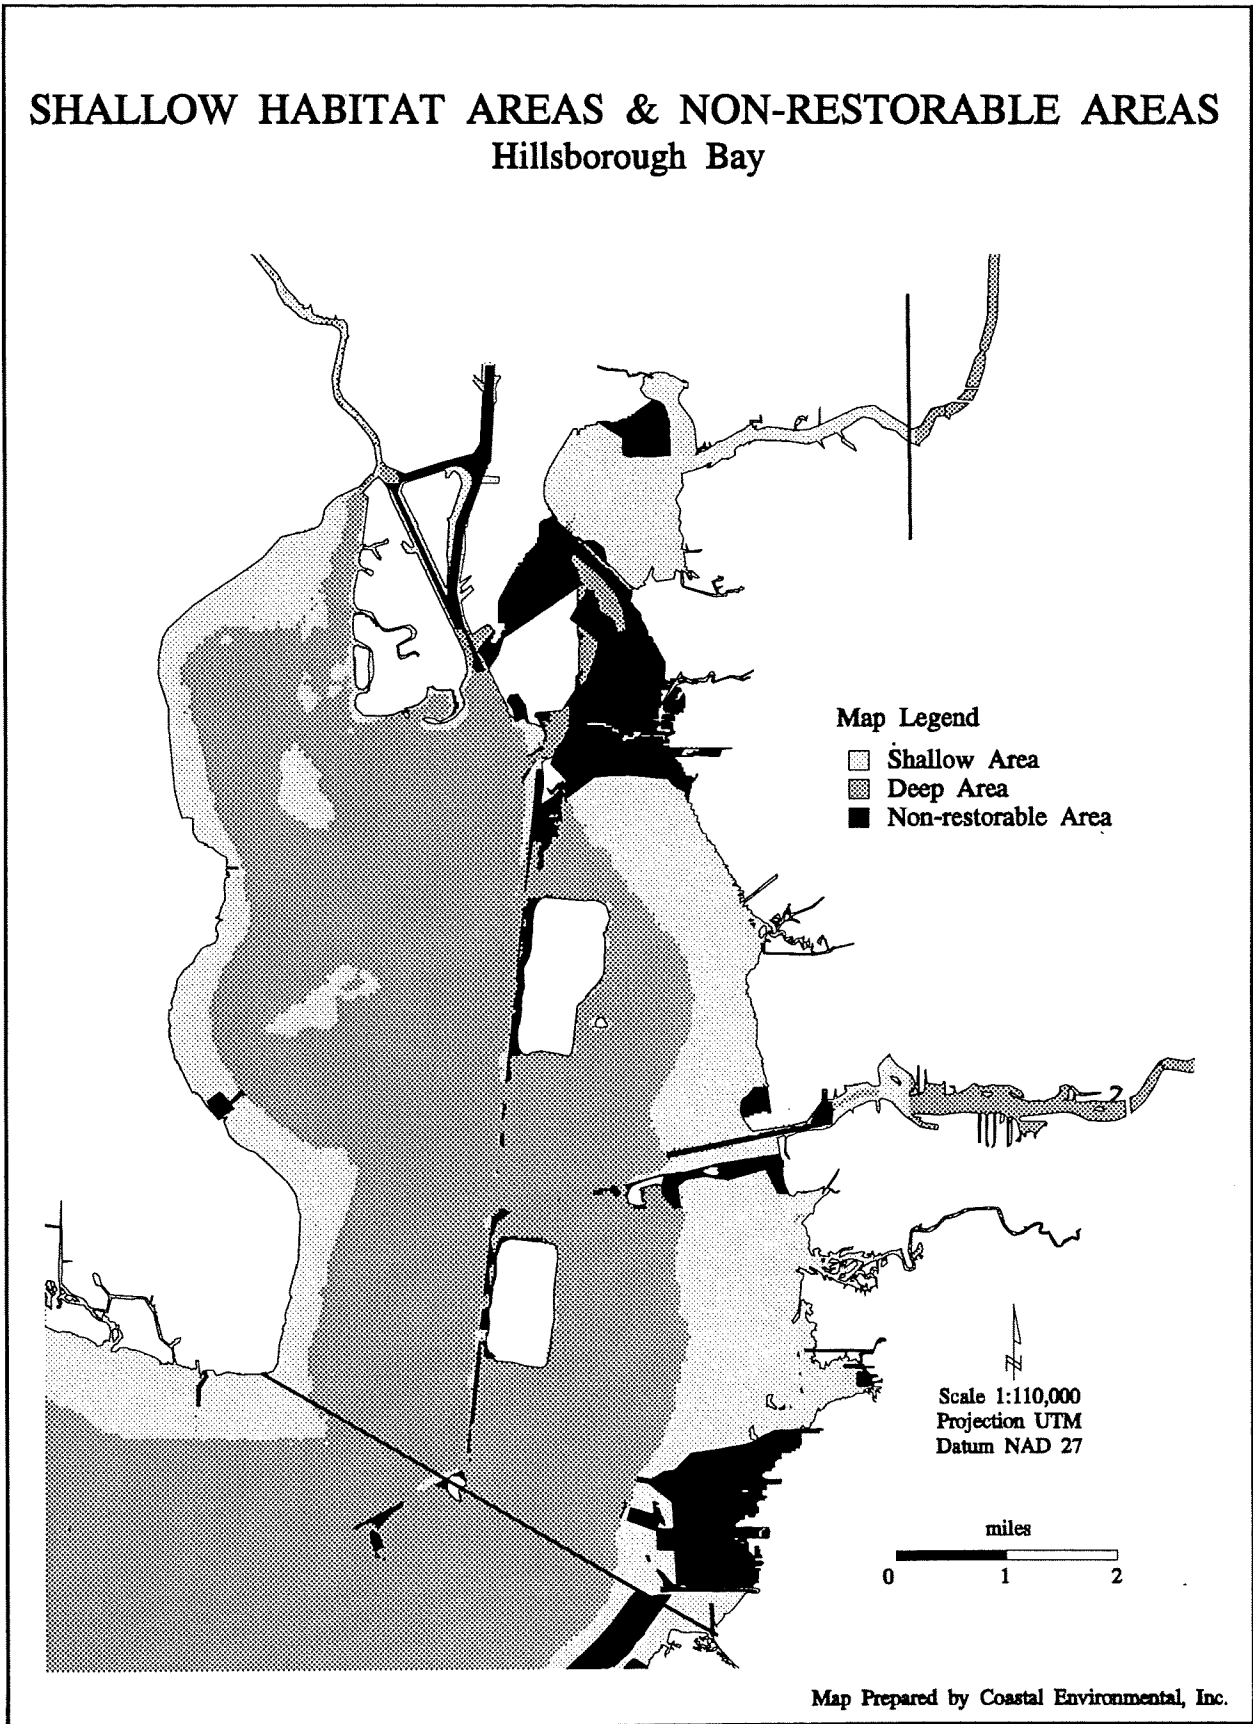 SHALLOW HABITAT AREAS & NON-RESTORABLE AREAS
Hillsborough Bay
Map Legend
Shallow Area
Deep Area
Non-restorable Area
Scale 1:110,000
Projection UTM
Datum NAD 27
miles
0 1 2
Map Prepared by Coastal Environmental, Inc.